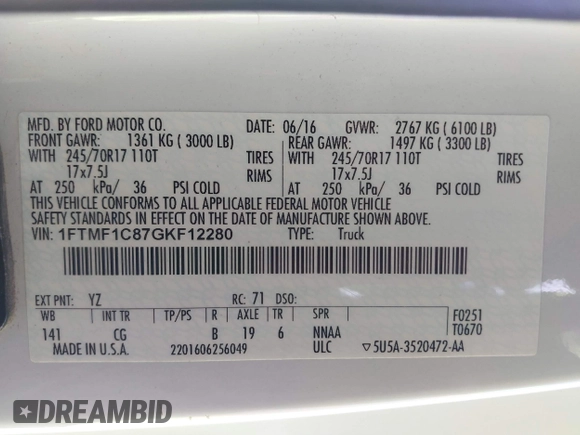 MFD. BY FORD MOTOR CO. DATE: 06/16 GVWR: 2767 KG ( 6100 LB)
FRONT GAWR: 1361 KG ( 3000 LB) REAR GAWR: 1497 KG ( 3300 LB)
WITH 245/70R17 110T TIRES WITH 245/70R17 110T TIRES
17x7.5J RIMS 17x7.5J RIMS
AT 250 kPa/ 36 PSI COLD AT 250 kPa/ 36 PSI COLD
THIS VEHICLE CONFORMS TO ALL APPLICABLE FEDERAL MOTOR VEHICLE
SAFETY STANDARDS IN EFFECT ON THE DATE OF MANUFACTURE SHOWN ABOVE.
VIN: 1FTMF1C87GKF12280 TYPE: Truck
EXT PNT: YZ RC: 71 DSO:
WB INT TR TP/PS R AXLE TR SPR F0251
141 CG B 19 6 NNAA T0670
MADE IN U.S.A. 2201606256049 ULC ▽5U5A-3520472-AA
DREAMBID